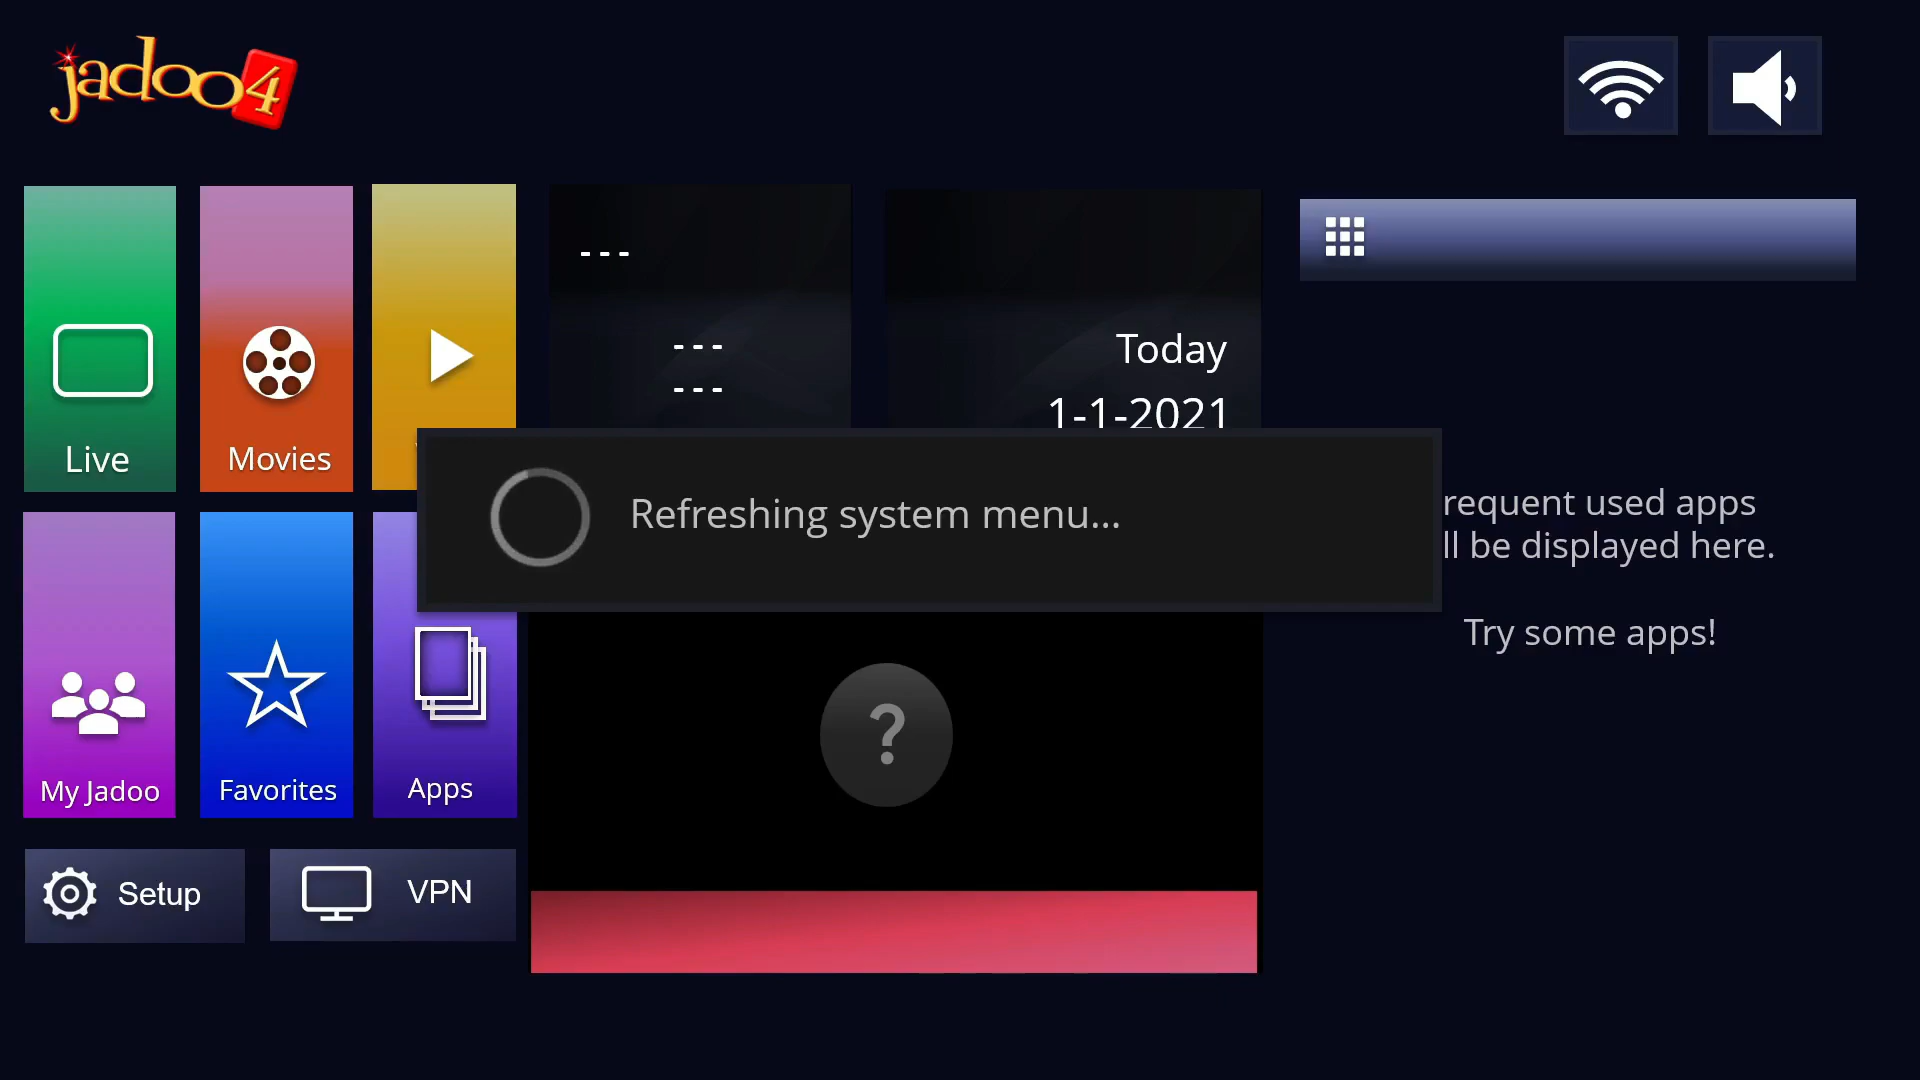 jadoo4
Live
Movies
---
---
---
Today
1-1-2021
Refreshing system menu...
requent used apps
ll be displayed here.
Try some apps!
?
My Jadoo
Favorites
Apps
Setup
VPN